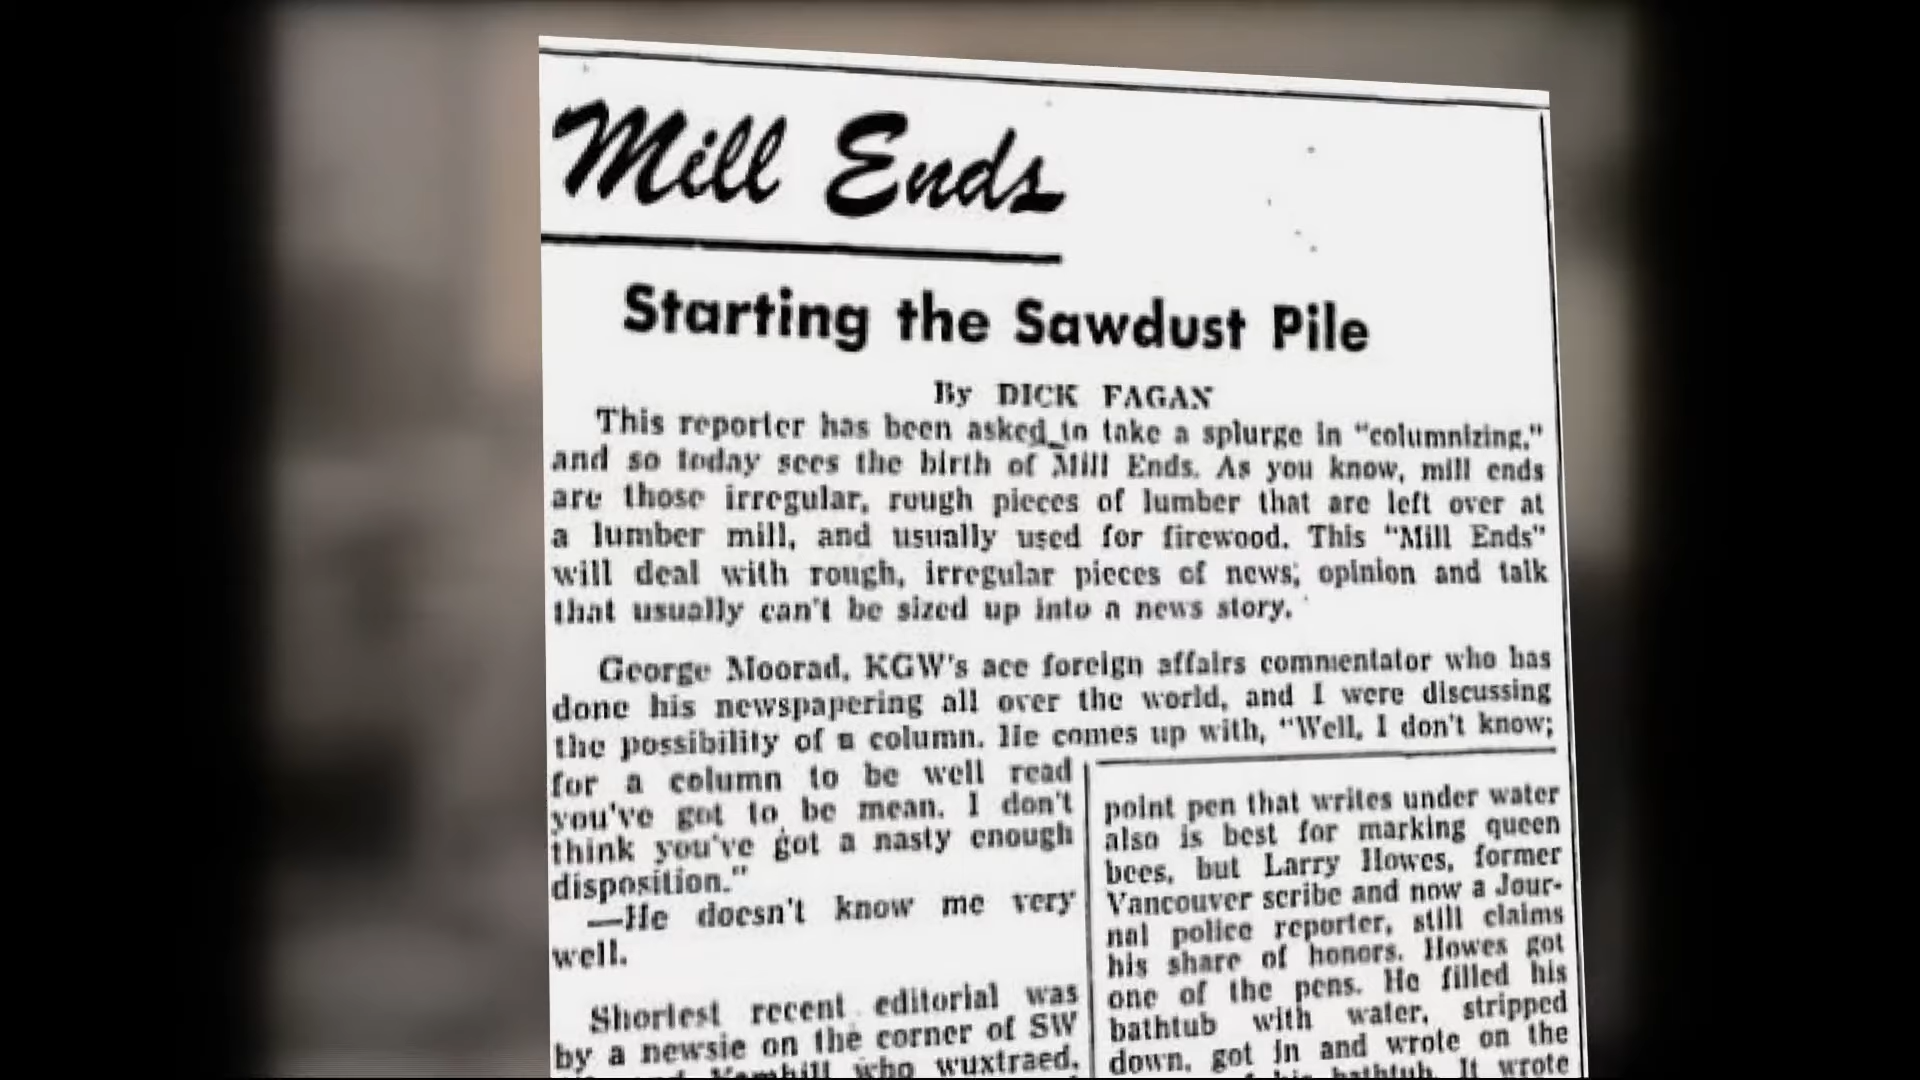 Mill Ends
Starting the Sawdust Pile
By DICK FAGAN
This reporter has been asked to take a splurge in "columnizing,"
and so today sees the birth of Mill Ends. As you know, mill ends
are those irregular, rough pieces of lumber that are left over at
a lumber mill, and usually used for firewood. This "Mill Ends"
will deal with rough, irregular pieces of news, opinion and talk
that usually can't be sized up into a news story.
George Moorad, KGW's ace foreign affairs commentator who has
done his newspapering all over the world, and I were discussing
the possibility of a column. He comes up with, "Well, I don't know;
for a column to be well read
you've got to be mean. I don't
think you've got a nasty enough
disposition."
—He doesn't know me very
well.
Shortest recent editorial was
by a newsie on the corner of SW
Yamhill who wuxtraed,
point pen that writes under water
also is best for marking queen
bees, but Larry Howes, former
Vancouver scribe and now a Jour-
nal police reporter, still claims
his share of honors. Howes got
one of the pens. He filled his
bathtub with water, stripped
down, got in and wrote on the
bathtub. It wrote